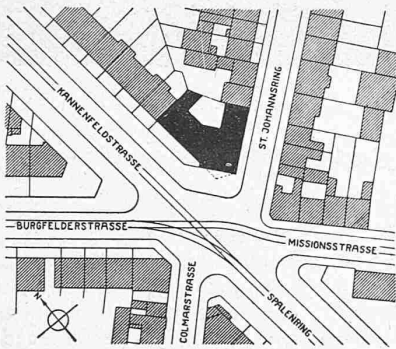 KANNENFELDSTRASSE
ST. JOHANNSRING
BURGFELDERSTRASSE
MISSIONSSTRASSE
COLMARSTRASSE
SPALENRING
N